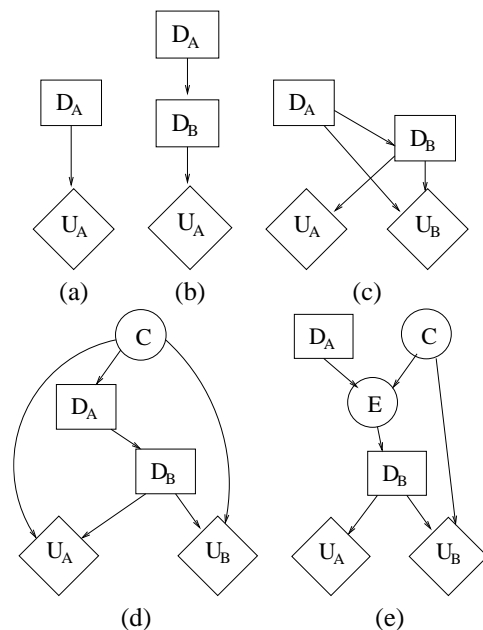 D_A
U_A
(a)
D_A
D_B
U_A
(b)
D_A
D_B
U_A
U_B
(c)
C
D_A
D_B
U_A
U_B
(d)
D_A
C
E
D_B
U_A
U_B
(e)